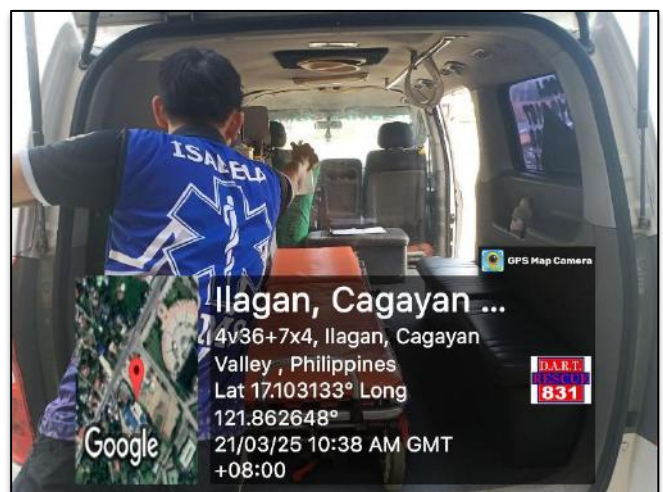 ISABELA
GPS Map Camera
Ilagan, Cagayan ...
4v36+7x4, Ilagan, Cagayan
Valley , Philippines
Lat 17.103133° Long
121.862648°
21/03/25 10:38 AM GMT
+08:00
Google
D.A.R.T.
RESCUE
831